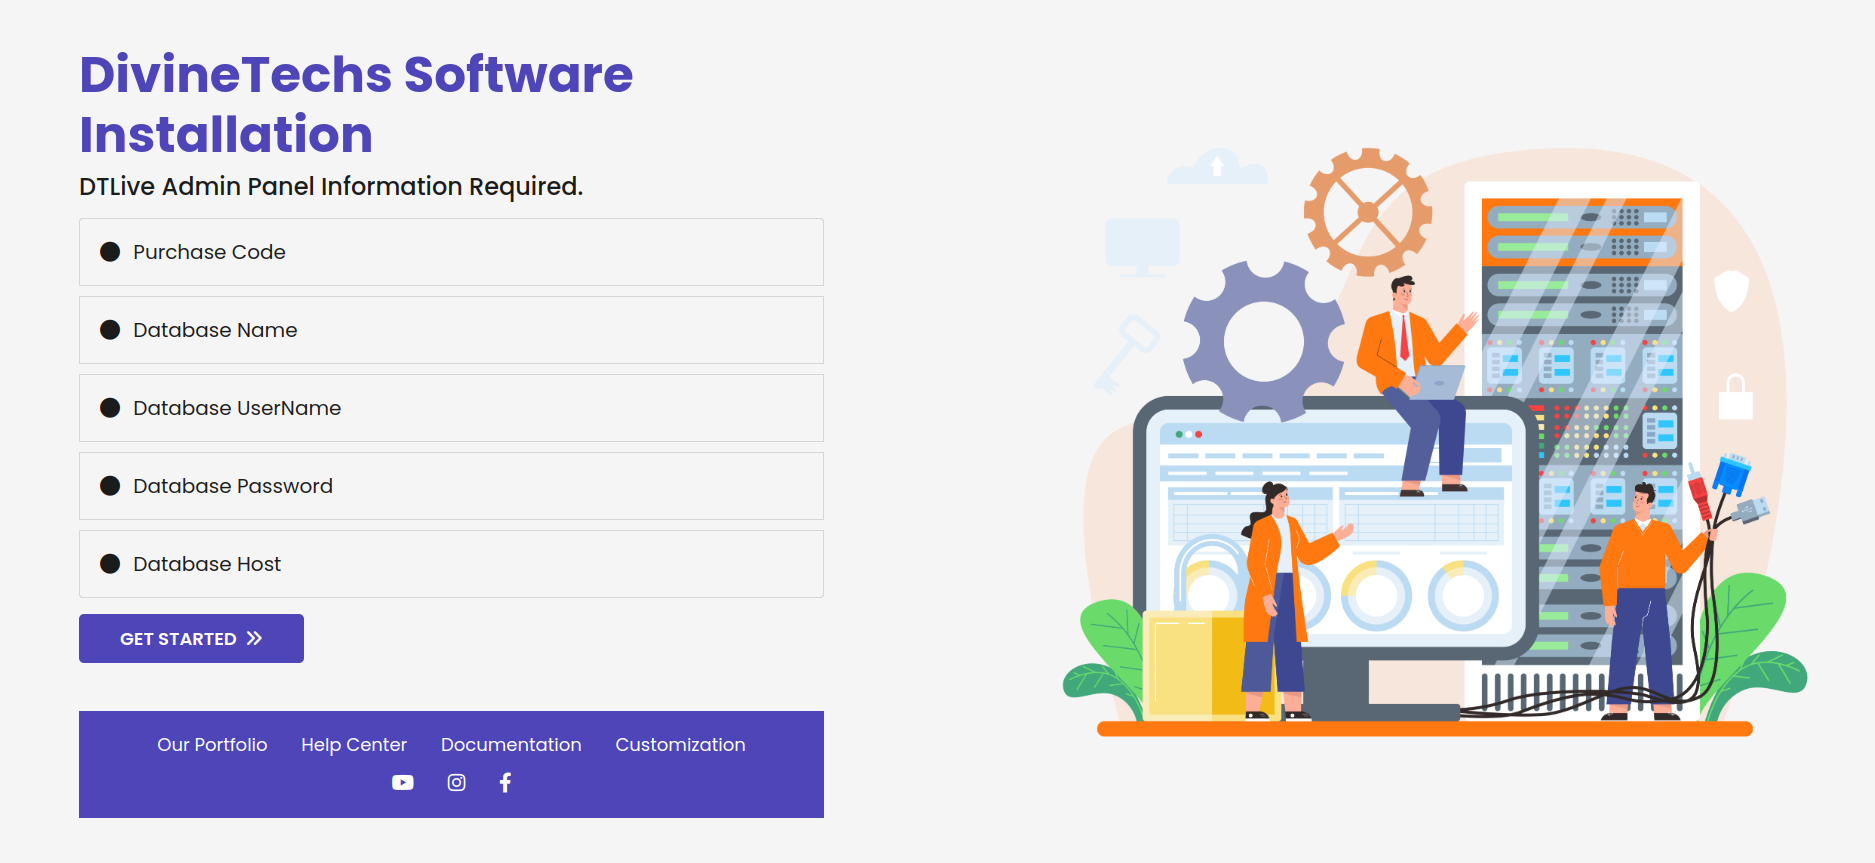 DivineTechs Software
Installation
DTLive Admin Panel Information Required.
Purchase Code
Database Name
Database UserName
Database Password
Database Host
GET STARTED
Our Portfolio Help Center Documentation Customization